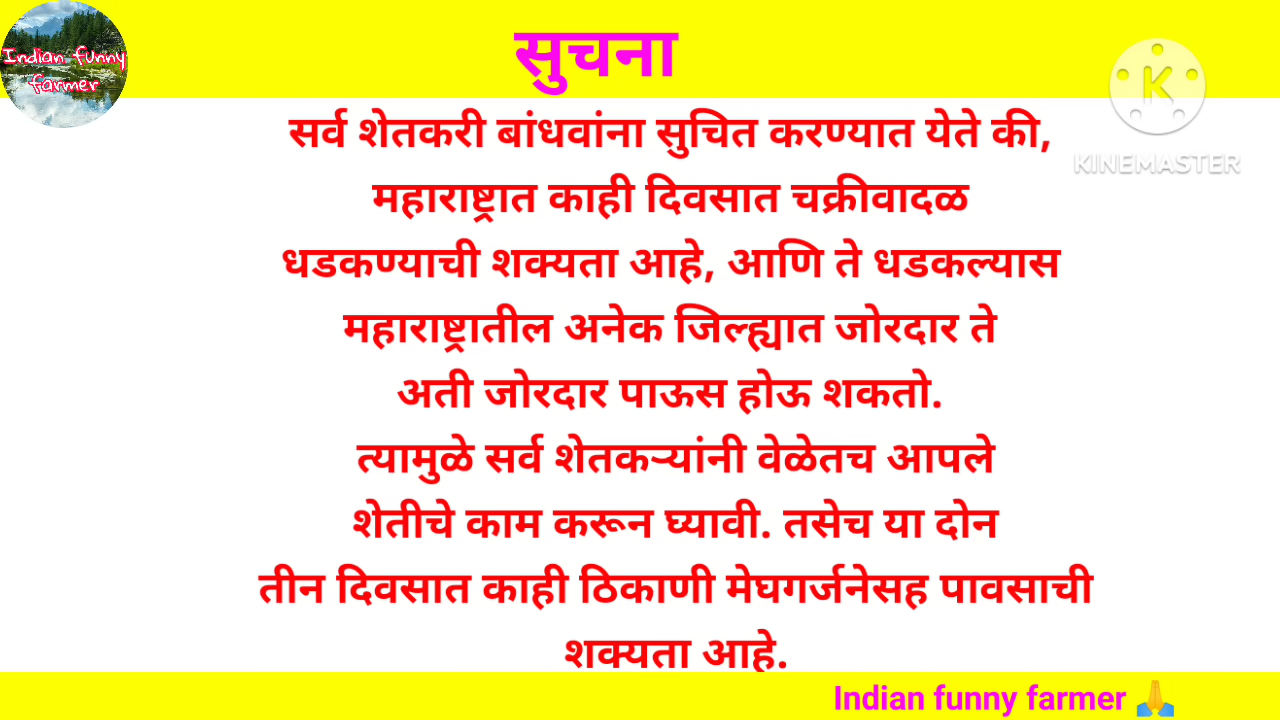 Indian funny
farmer
सुचना
KINEMASTER
सर्व शेतकरी बांधवांना सुचित करण्यात येते की,
महाराष्ट्रात काही दिवसात चक्रीवादळ
धडकण्याची शक्यता आहे, आणि ते धडकल्यास
महाराष्ट्रातील अनेक जिल्ह्यात जोरदार ते
अती जोरदार पाऊस होऊ शकतो.
त्यामुळे सर्व शेतकऱ्यांनी वेळेतच आपले
शेतीचे काम करून घ्यावी. तसेच या दोन
तीन दिवसात काही ठिकाणी मेघगर्जनेसह पावसाची
शक्यता आहे.
Indian funny farmer 🙏